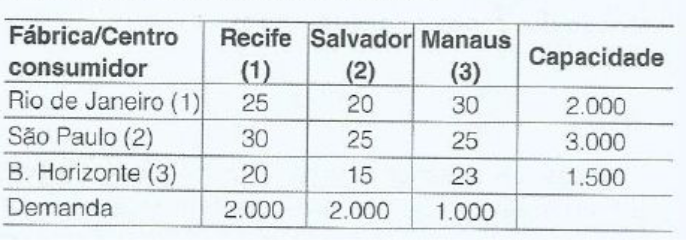 Fábrica/Centro consumidor Recife (1) Salvador (2) Manaus (3) Capacidade
Rio de Janeiro (1) 25 20 30 2.000
São Paulo (2) 30 25 25 3.000
B. Horizonte (3) 20 15 23 1.500
Demanda 2.000 2.000 1.000